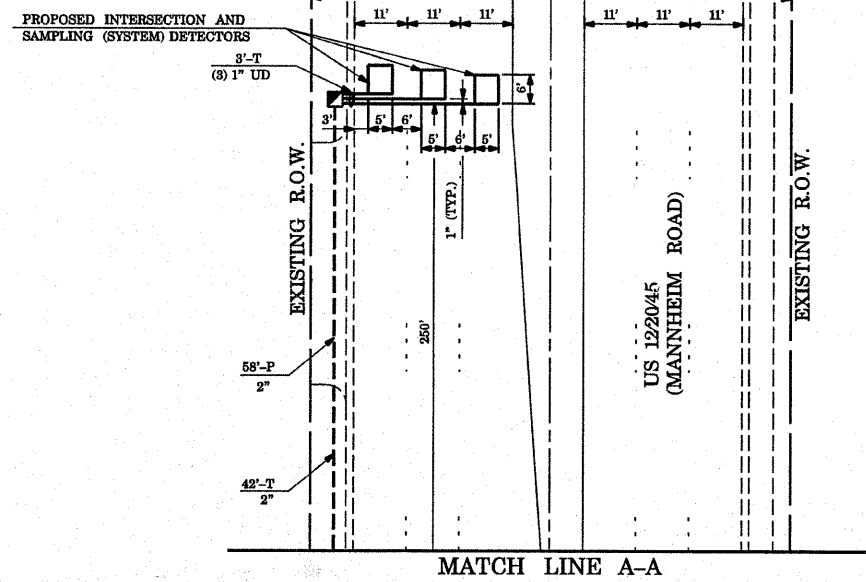 11' 11' 11' 11' 11' 11'
PROPOSED INTERSECTION AND
SAMPLING (SYSTEM) DETECTORS
3'-T
(3) 1" UD
6'
3' 5' 6'
5' 6' 5'
1" (TYP.)
EXISTING R.O.W.
250'
US 12/20/45
(MANNHEIM ROAD)
EXISTING R.O.W.
58'-P
2"
42'-T
2"
MATCH LINE A-A